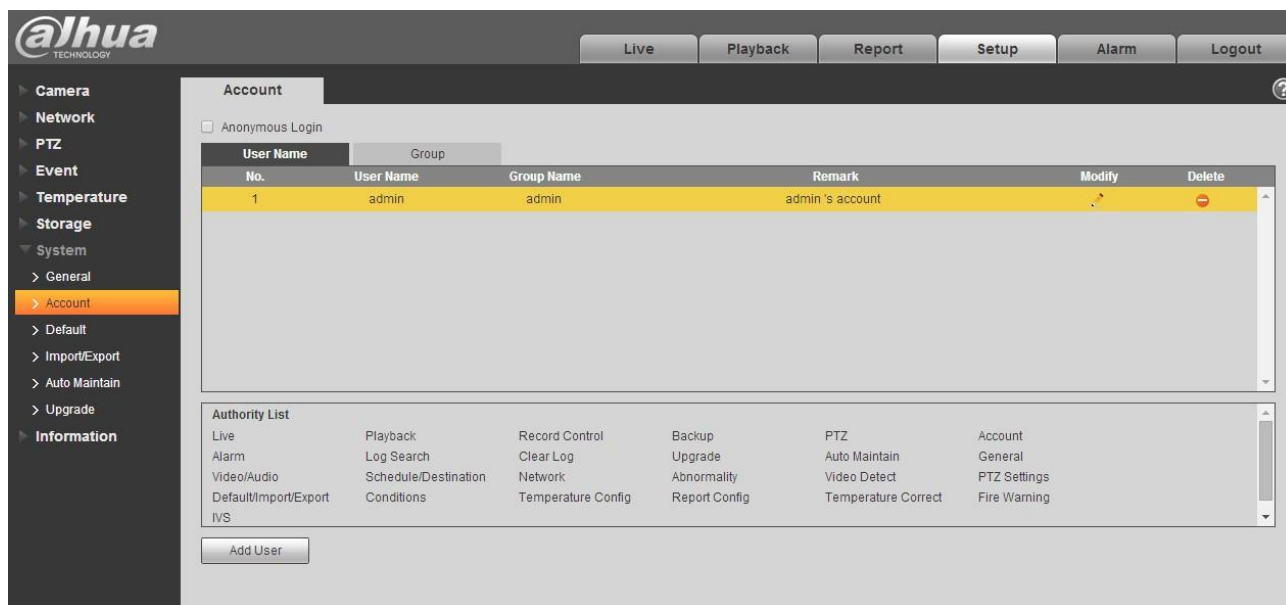 alhua
TECHNOLOGY
Live Playback Report Setup Alarm Logout
Camera
Network
PTZ
Event
Temperature
Storage
System
> General
> Account
> Default
> Import/Export
> Auto Maintain
> Upgrade
Information
Account
?
Anonymous Login
User Name Group
No. User Name Group Name Remark Modify Delete
1 admin admin admin 's account
Authority List
Live Playback Record Control Backup PTZ Account
Alarm Log Search Clear Log Upgrade Auto Maintain General
Video/Audio Schedule/Destination Network Abnormality Video Detect PTZ Settings
Default/Import/Export Conditions Temperature Config Report Config Temperature Correct Fire Warning
IVS
Add User